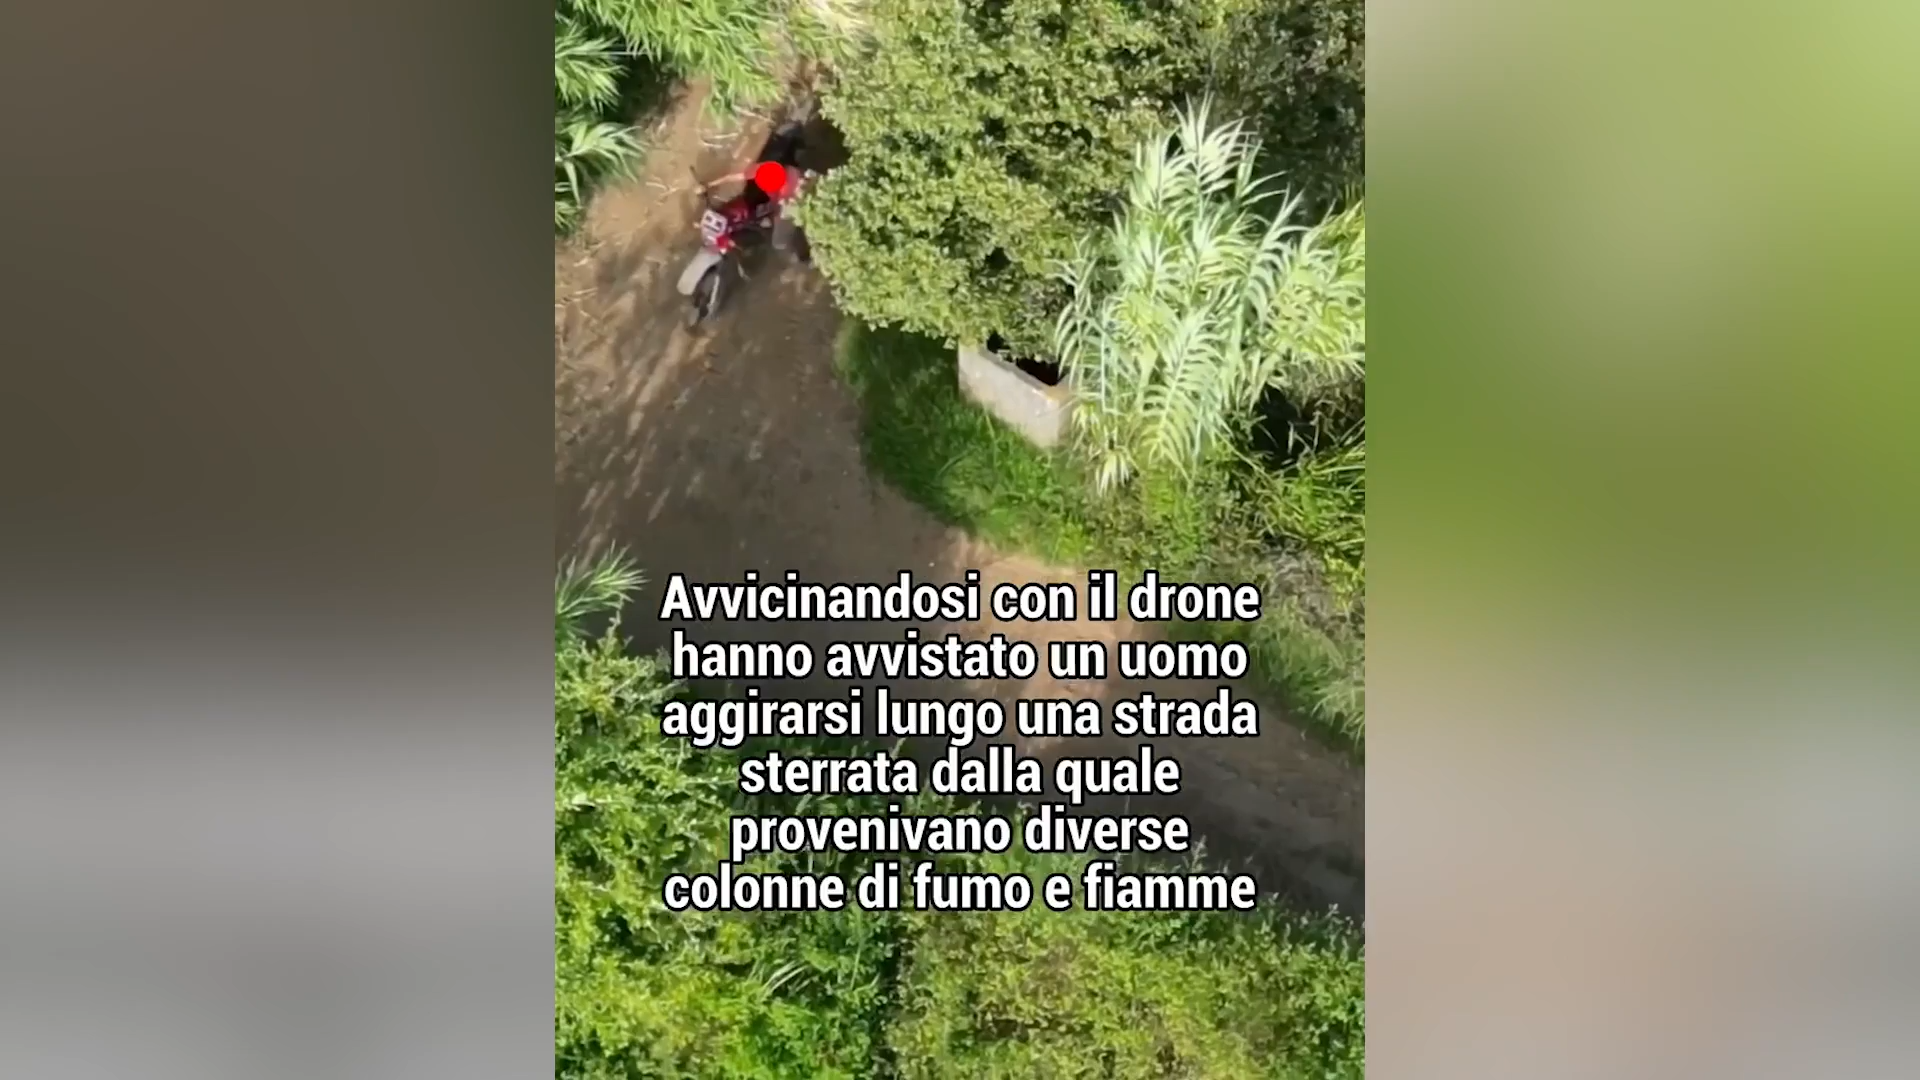 Avvicinandosi con il drone
hanno avvistato un uomo
aggirarsi lungo una strada
sterrata dalla quale
provenivano diverse
colonne di fumo e fiamme